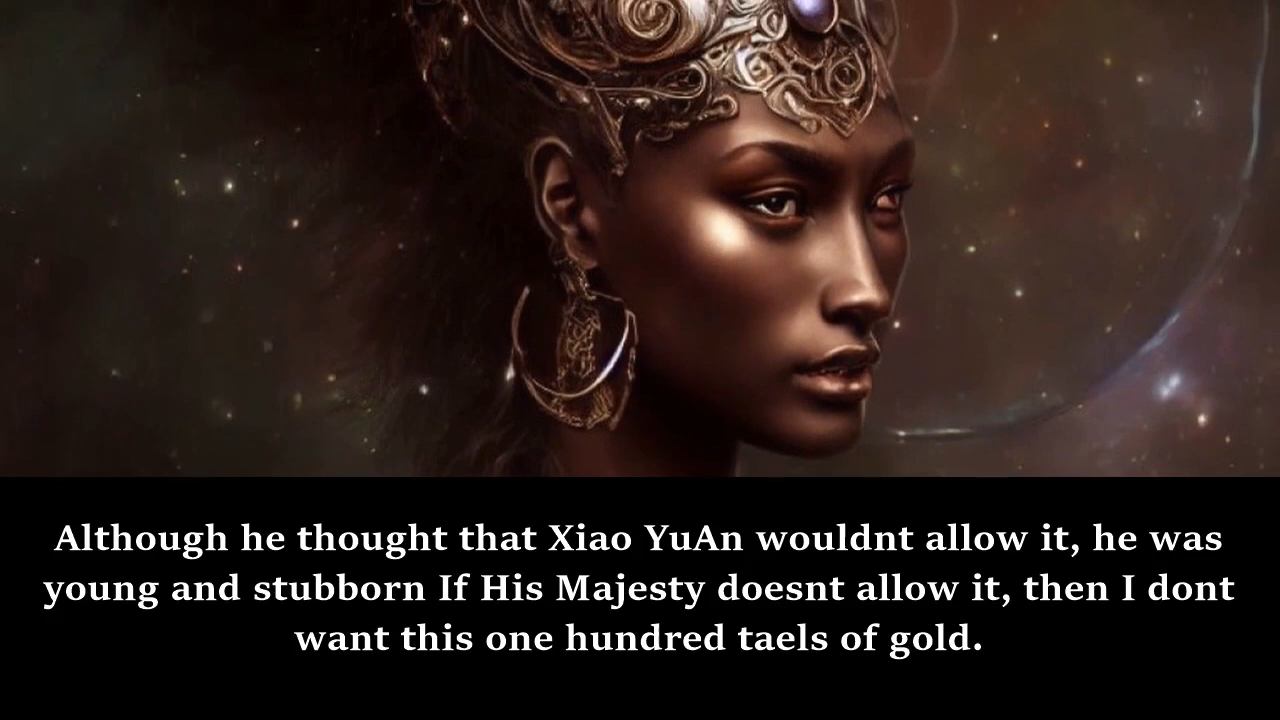 Although he thought that Xiao YuAn wouldnt allow it, he was
young and stubborn If His Majesty doesnt allow it, then I dont
want this one hundred taels of gold.